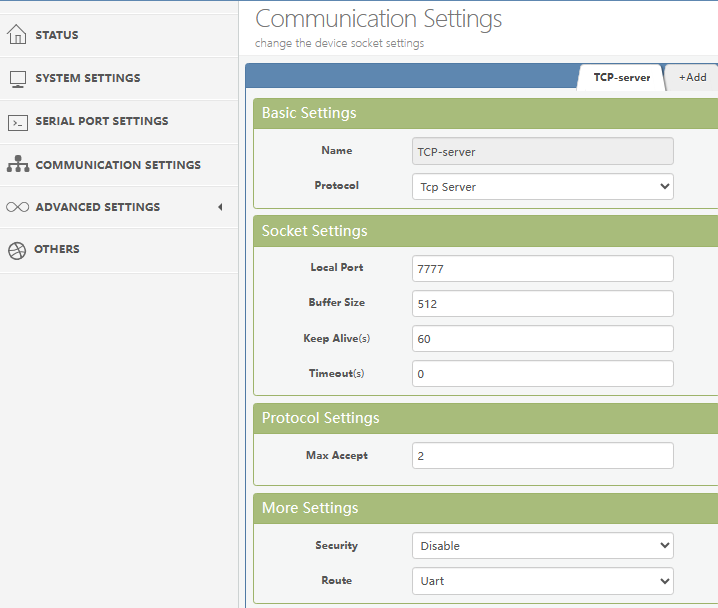 STATUS
SYSTEM SETTINGS
SERIAL PORT SETTINGS
COMMUNICATION SETTINGS
ADVANCED SETTINGS
OTHERS
Communication Settings
change the device socket settings
TCP-server +Add
Basic Settings
Name TCP-server
Protocol Tcp Server
Socket Settings
Local Port 7777
Buffer Size 512
Keep Alive(s) 60
Timeout(s) 0
Protocol Settings
Max Accept 2
More Settings
Security Disable
Route Uart